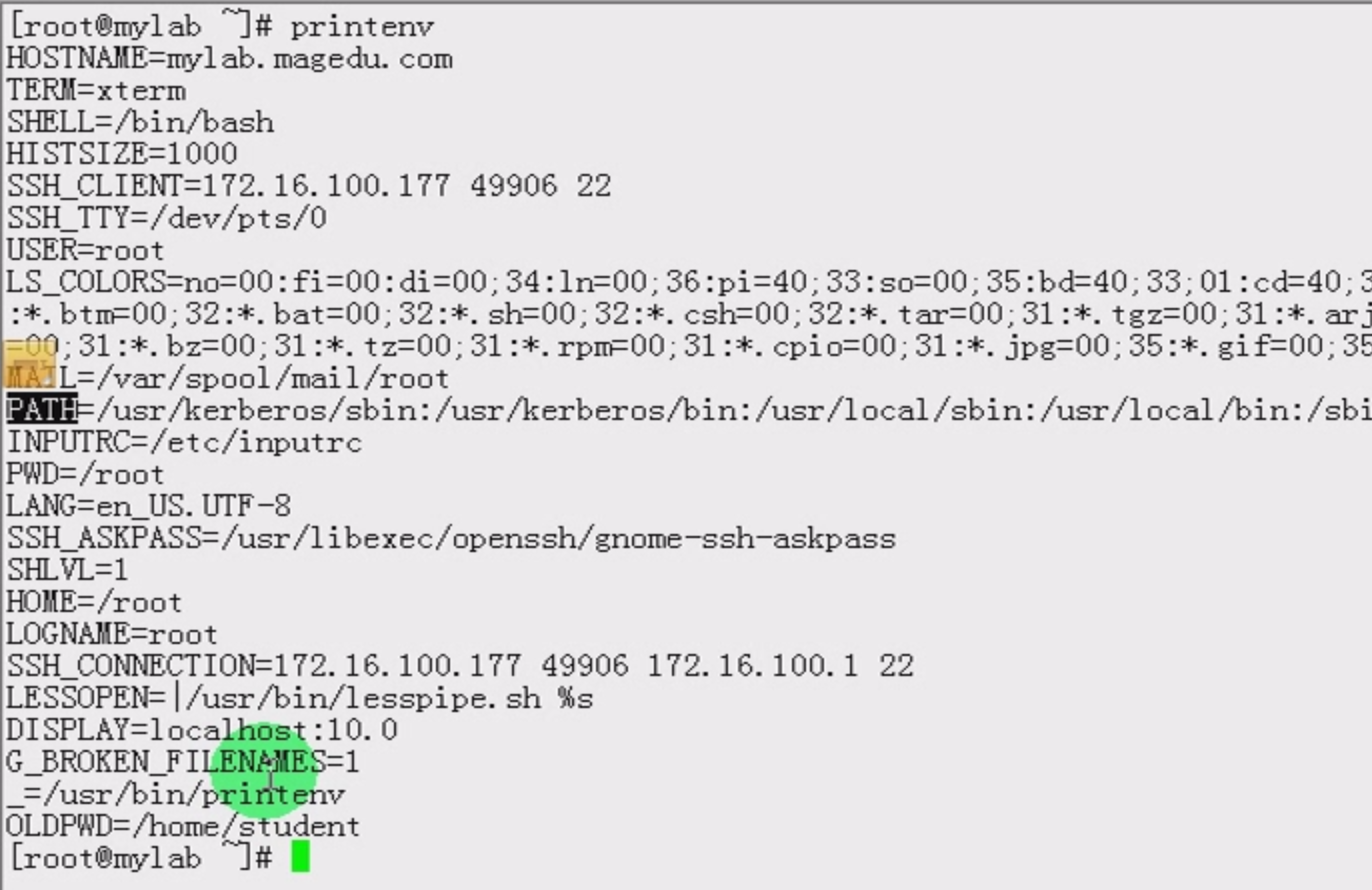 [root@mylab ~]# printenv
HOSTNAME=mylab.magedu.com
TERM=xterm
SHELL=/bin/bash
HISTSIZE=1000
SSH_CLIENT=172.16.100.177 49906 22
SSH_TTY=/dev/pts/0
USER=root
LS_COLORS=no=00:fi=00:di=00;34:ln=00;36:pi=40;33:so=00;35:bd=40;33;01:cd=40;3
:*.btm=00;32:*.bat=00;32:*.sh=00;32:*.csh=00;32:*.tar=00;31:*.tgz=00;31:*.arj
=00;31:*.bz=00;31:*.tz=00;31:*.rpm=00;31:*.cpio=00;31:*.jpg=00;35:*.gif=00;35
MAIL=/var/spool/mail/root
PATH=/usr/kerberos/sbin:/usr/kerberos/bin:/usr/local/sbin:/usr/local/bin:/sbi
INPUTRC=/etc/inputrc
PWD=/root
LANG=en_US.UTF-8
SSH_ASKPASS=/usr/libexec/openssh/gnome-ssh-askpass
SHLVL=1
HOME=/root
LOGNAME=root
SSH_CONNECTION=172.16.100.177 49906 172.16.100.1 22
LESSOPEN=|/usr/bin/lesspipe.sh %s
DISPLAY=localhost:10.0
G_BROKEN_FILENAMES=1
_=/usr/bin/printenv
OLDPWD=/home/student
[root@mylab ~]#